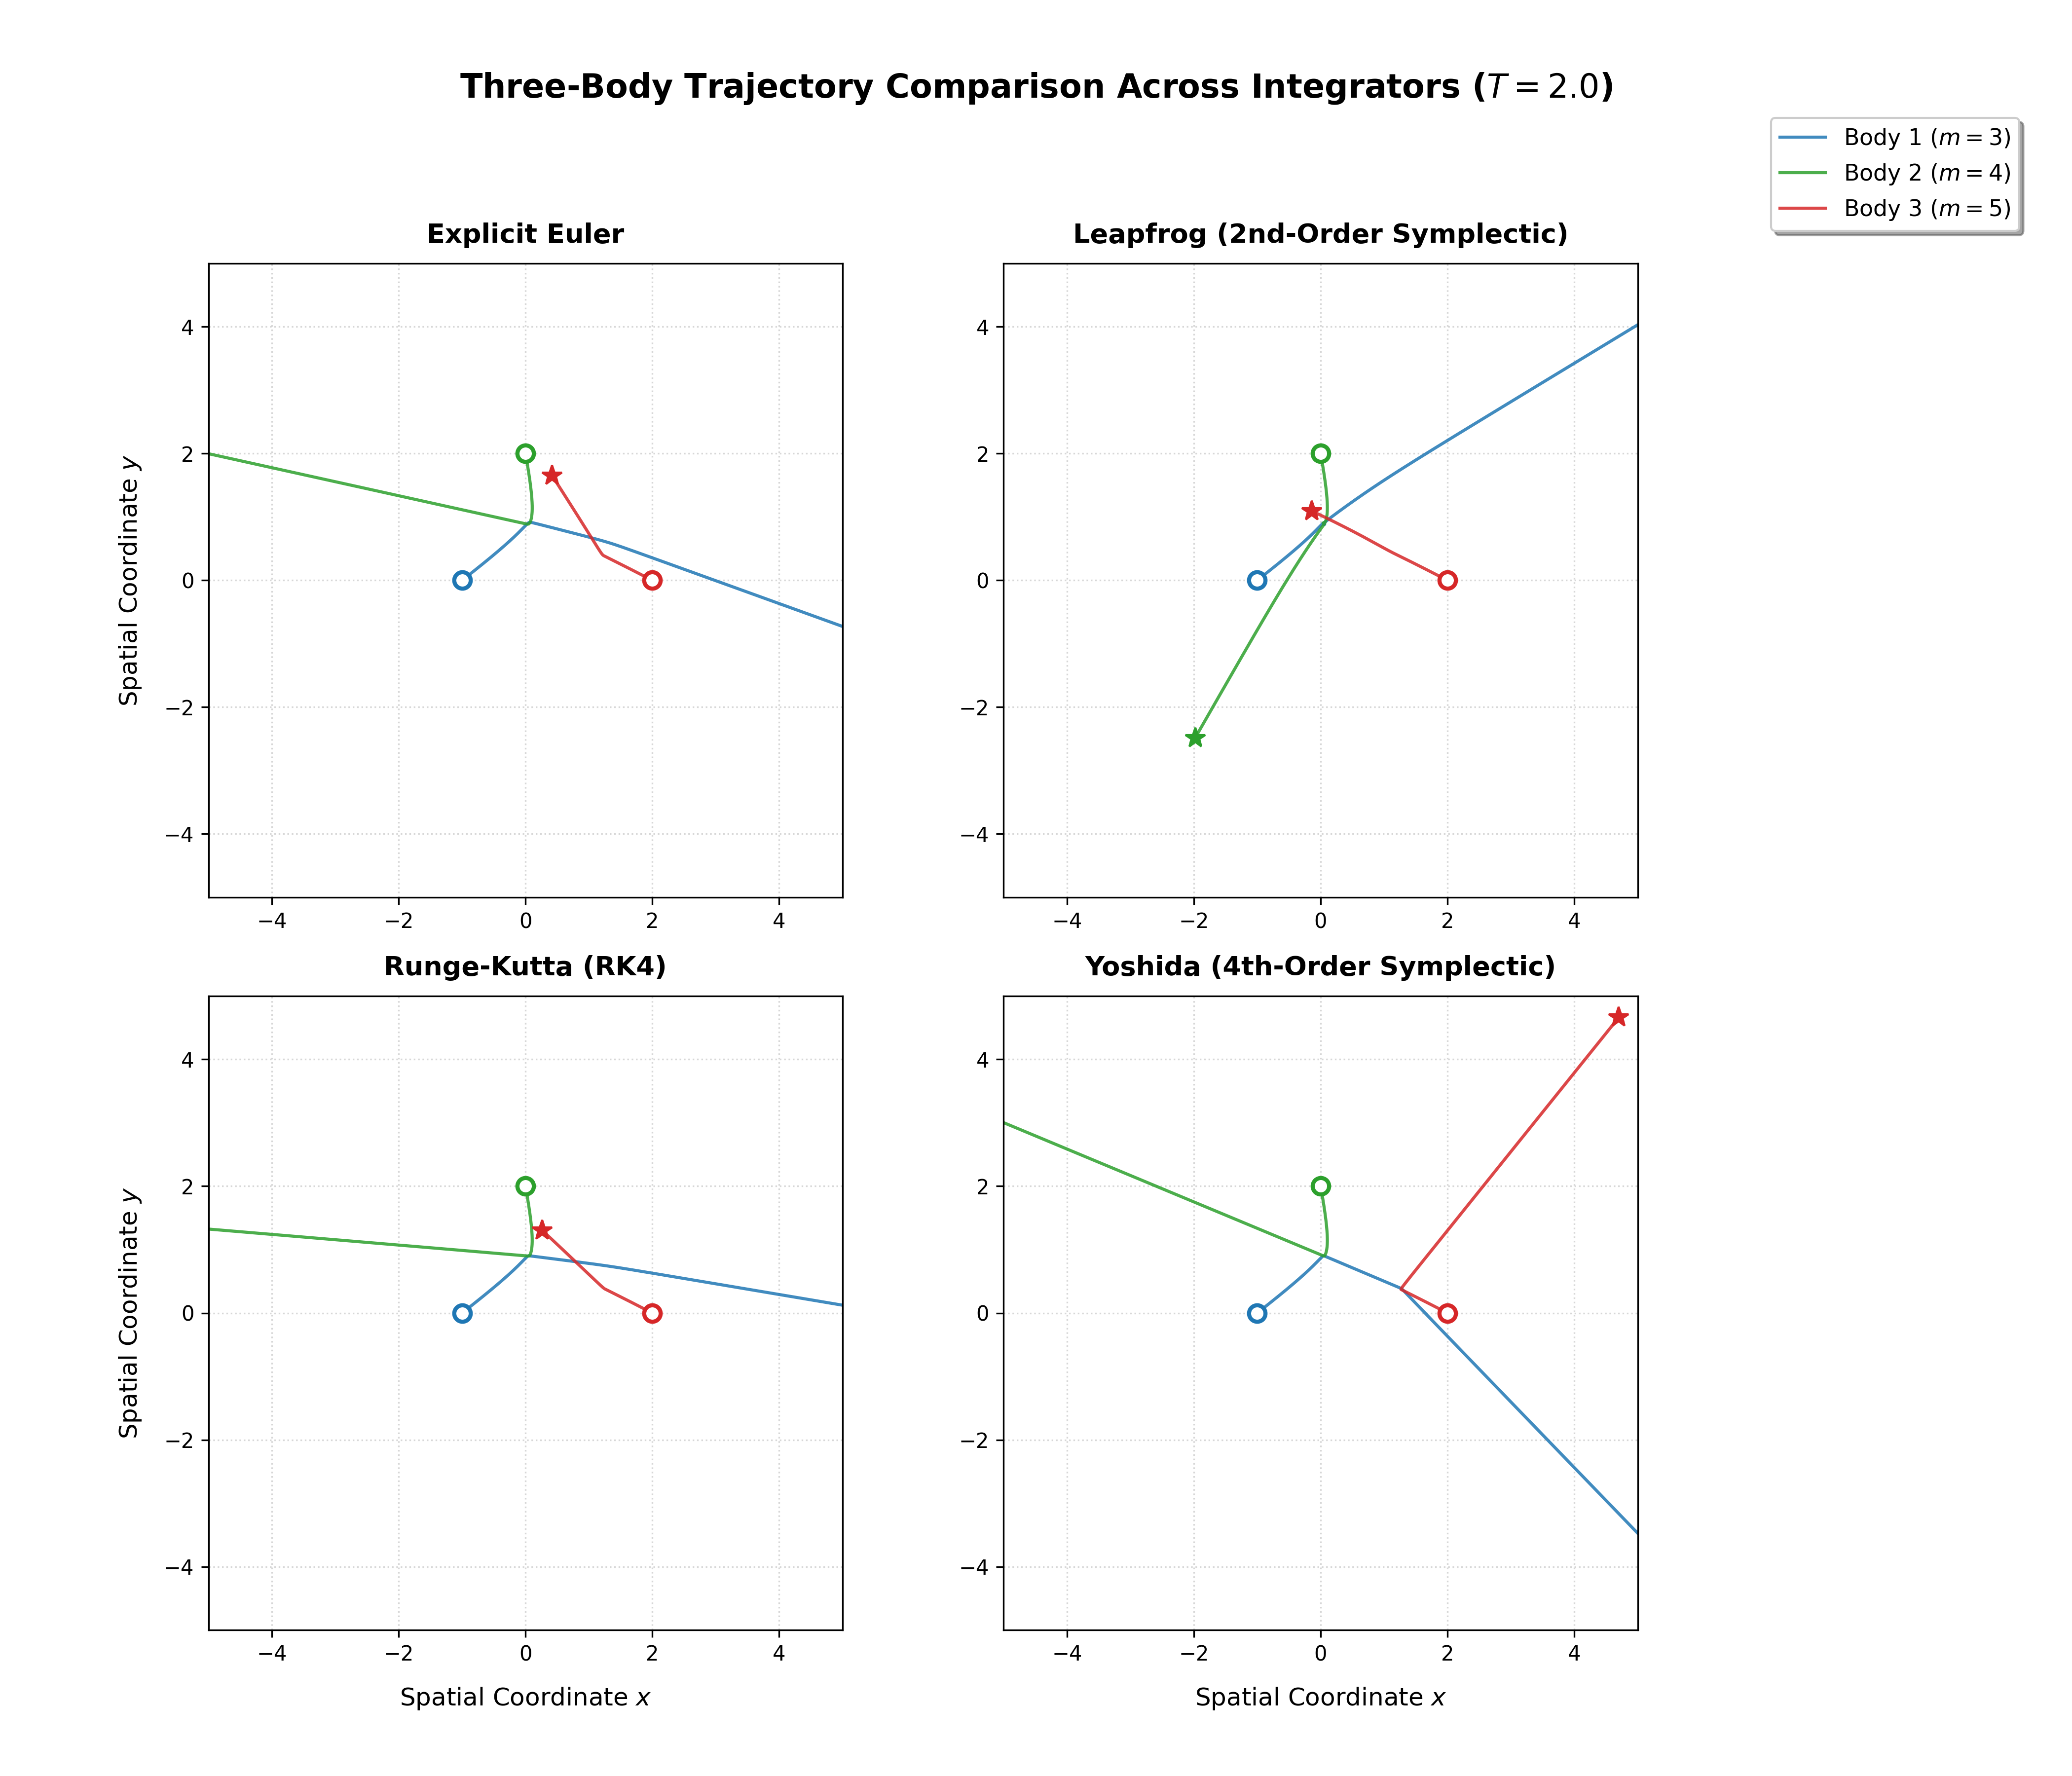 Three-Body Trajectory Comparison Across Integrators (T = 2.0)
Body 1 (m = 3)
Body 2 (m = 4)
Body 3 (m = 5)
Explicit Euler
Spatial Coordinate y
4
2
0
−2
−4
−4 −2 0 2 4
Leapfrog (2nd-Order Symplectic)
4
2
0
−2
−4
−4 −2 0 2 4
Runge-Kutta (RK4)
Spatial Coordinate y
4
2
0
−2
−4
−4 −2 0 2 4
Spatial Coordinate x
Yoshida (4th-Order Symplectic)
4
2
0
−2
−4
−4 −2 0 2 4
Spatial Coordinate x